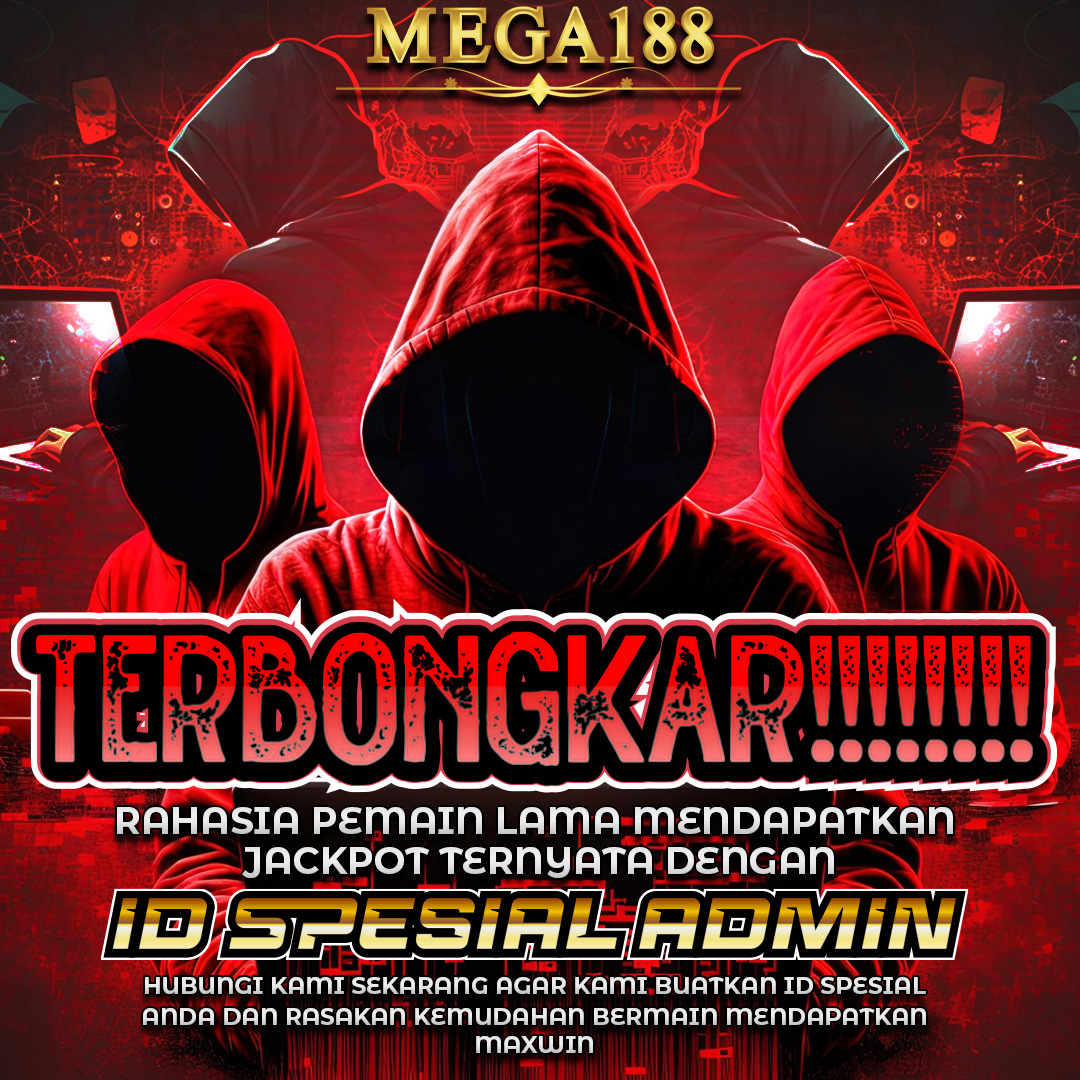 MEGA188
TERBONGKAR!!!!!!!!
RAHASIA PEMAIN LAMA MENDAPATKAN
JACKPOT TERNYATA DENGAN
ID SPESIAL ADMIN
HUBUNGI KAMI SEKARANG AGAR KAMI BUATKAN ID SPESIAL
ANDA DAN RASAKAN KEMUDAHAN BERMAIN MENDAPATKAN
MAXWIN